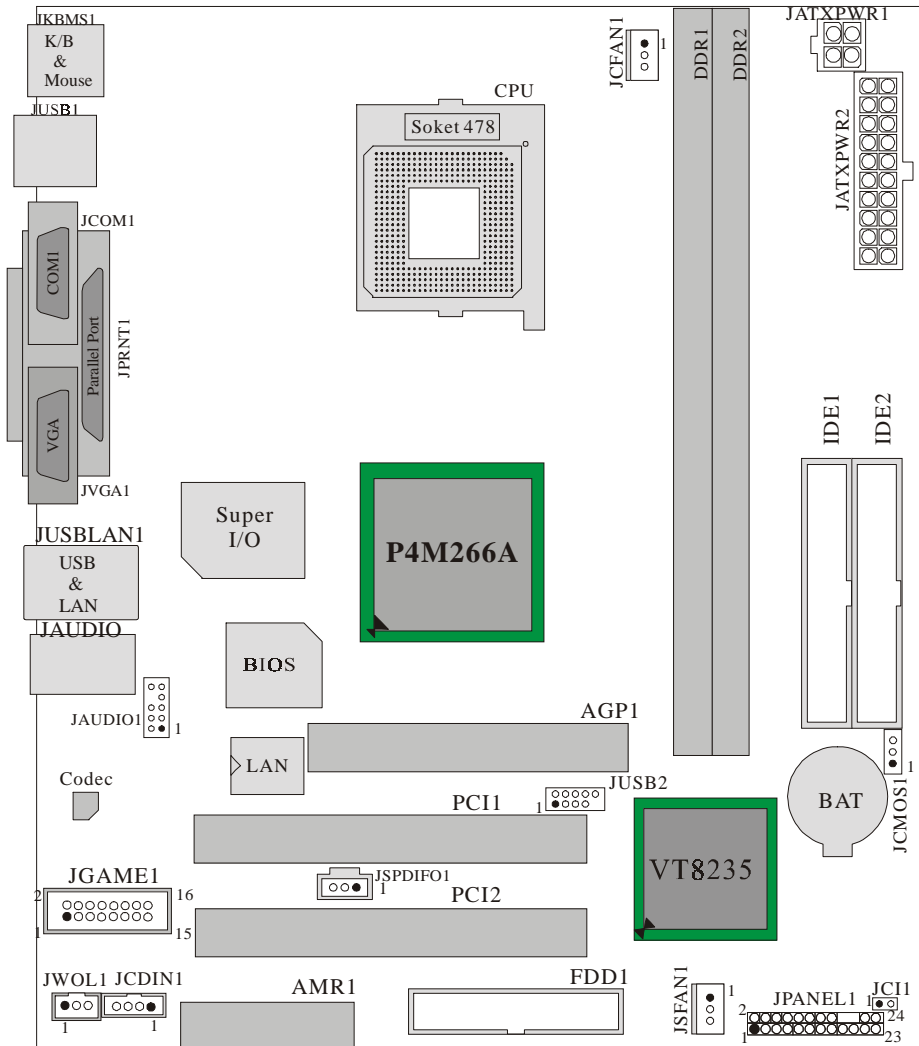 JKBMS1
K/B
&
Mouse
JUSB1
JCOM1
COM1
Parallel Port
JPRNT1
VGA
JVGA1
JUSBLAN1
USB
&
LAN
JAUDIO
JAUDIO1
1
Codec
JGAME1
2
16
1
15
JWOL1
1
JCDIN1
1
CPU
Soket 478
JCFAN1
1
DDR1
DDR2
JATXPWR1
JATXPWR2
IDE1
IDE2
Super
I/O
P4M266A
BIOS
LAN
AGP1
JUSB2
1
PCI1
JSPDIFO1
1
PCI2
AMR1
FDD1
VT8235
BAT
JCMOS1
1
JSFAN1
1
JPANEL1
2
24
1
23
JCI1
1